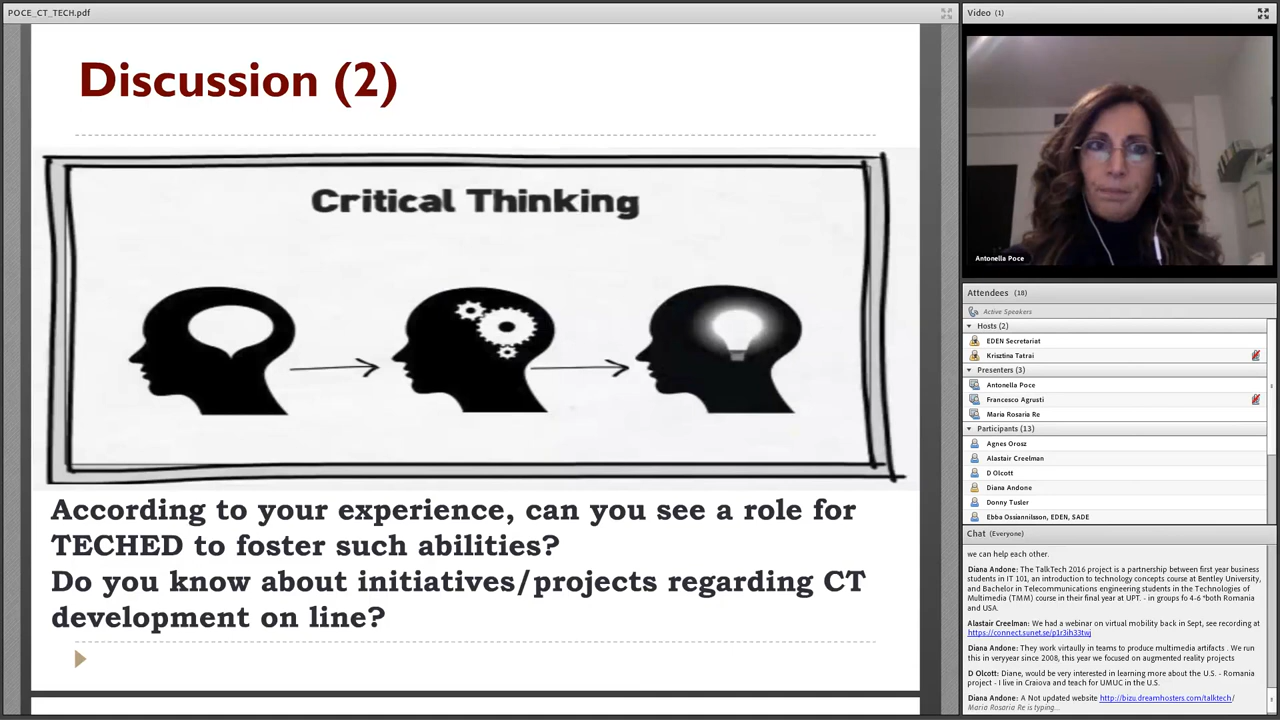 POCE_CT_TECH.pdf
Discussion (2)
Critical Thinking
According to your experience, can you see a role for
TECHED to foster such abilities?
Do you know about initiatives/projects regarding CT
development on line?
Video (1)
Antonella Poce
Attendees (18)
Active Speakers
Hosts (2)
EDEN Secretariat
Krisztina Tatrai
Presenters (3)
Antonella Poce
Francesco Agrusti
Maria Rosaria Re
Participants (13)
Agnes Orosz
Alastair Creelman
D Olcott
Diana Andone
Donny Tusler
Ebba Ossiannilsson, EDEN, SADE
Chat (Everyone)
we can help each other.
Diana Andone: The TalkTech 2016 project is a partnership between first year business
students in IT 101, an introduction to technology concepts course at Bentley University,
and Bachelor in Telecommunications engineering students in the Technologies of
Multimedia (TMM) course in their final year at UPT. - in groups fo 4-6 "both Romania
and USA.
Alastair Creelman: We had a webinar on virtual mobility back in Sept, see recording at
https://connect.sunet.se/p1r3ih33twj
Diana Andone: They work virtaully in teams to produce multimedia artifacts . We run
this in veryyear since 2008, this year we focused on augmented reality projects
D Olcott: Diane, would be very interested in learning more about the U.S. - Romania
project - I live in Craiova and teach for UMUC in the U.S.
Diana Andone: A Not updated website http://bizu.dreamhosters.com/talktech/
Maria Rosaria Re is typing...